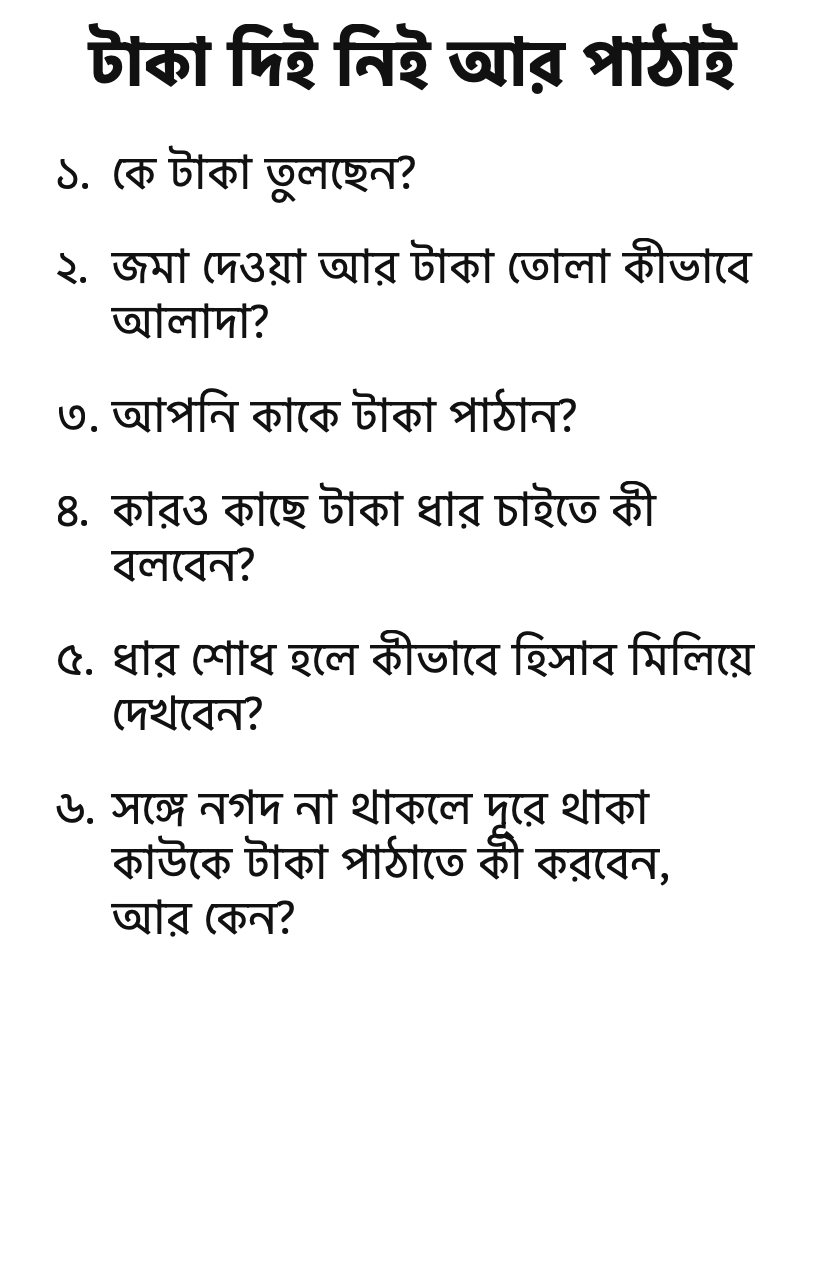 টাকা দিই নিই আর পাঠাই
১. কে টাকা তুলছেন?
২. জমা দেওয়া আর টাকা তোলা কীভাবে
আলাদা?
৩. আপনি কাকে টাকা পাঠান?
৪. কারও কাছে টাকা ধার চাইতে কী
বলবেন?
৫. ধার শোধ হলে কীভাবে হিসাব মিলিয়ে
দেখবেন?
৬. সঙ্গে নগদ না থাকলে দূরে থাকা
কাউকে টাকা পাঠাতে কী করবেন,
আর কেন?